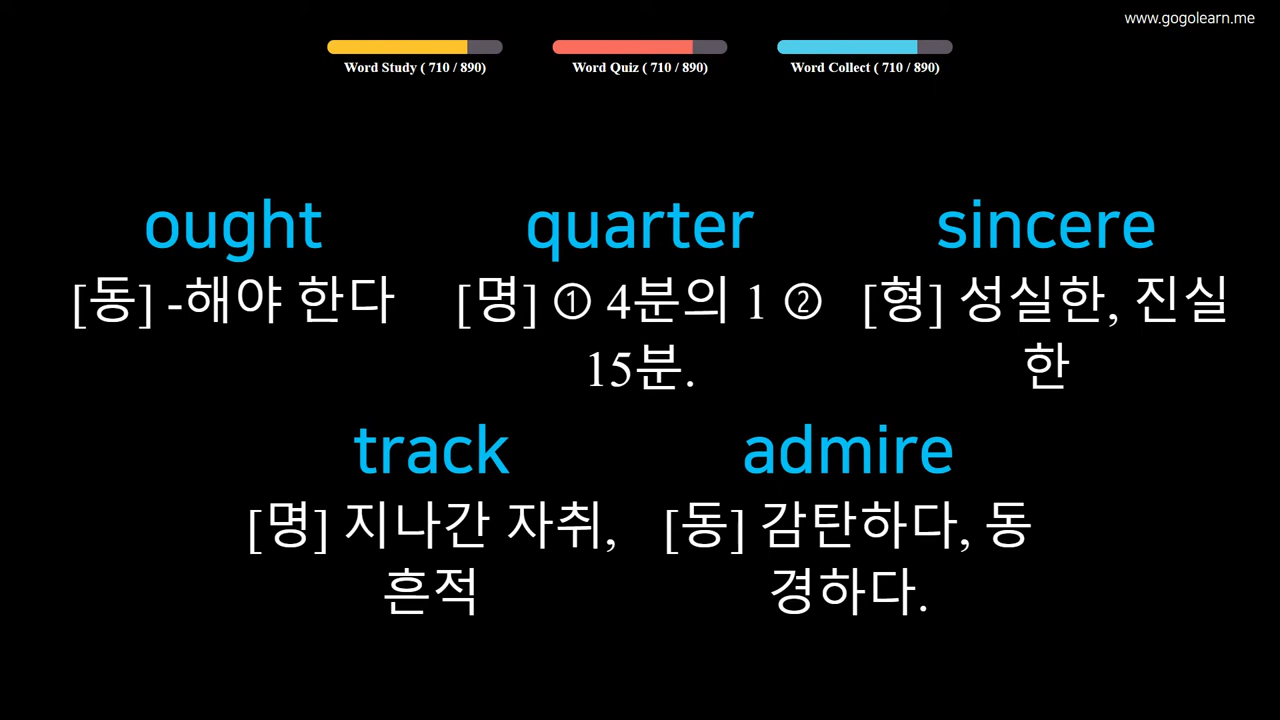 www.gogolearn.me
Word Study ( 710 / 890)
Word Quiz ( 710 / 890)
Word Collect ( 710 / 890)
ought
[동] -해야 한다
quarter
[명] ① 4분의 1 ②
15분.
sincere
[형] 성실한, 진실
한
track
[명] 지나간 자취,
흔적
admire
[동] 감탄하다, 동
경하다.